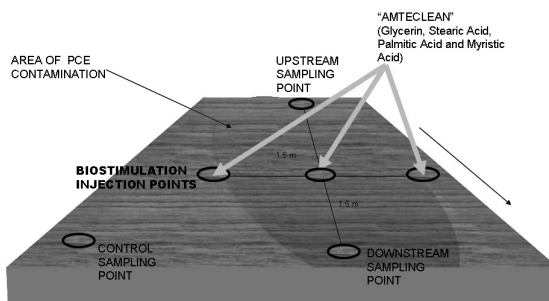 "AMTECLEAN"
(Glycerin, Stearic Acid,
Palmitic Acid and Myristic
Acid)
AREA OF PCE
CONTAMINATION
UPSTREAM
SAMPLING
POINT
1.5 m
BIOSTIMULATION
INJECTION POINTS
1.5 m
CONTROL
SAMPLING
POINT
DOWNSTREAM
SAMPLING
POINT